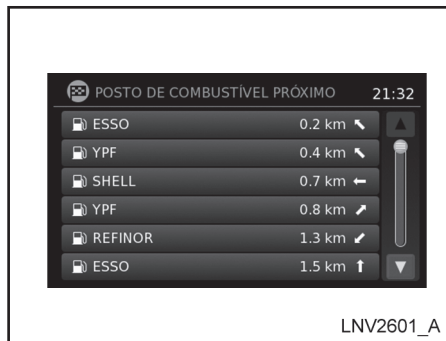 POSTO DE COMBUSTÍVEL PRÓXIMO 21:32
ESSO 0.2 km
YPF 0.4 km
SHELL 0.7 km
YPF 0.8 km
REFINOR 1.3 km
ESSO 1.5 km
LNV2601_A